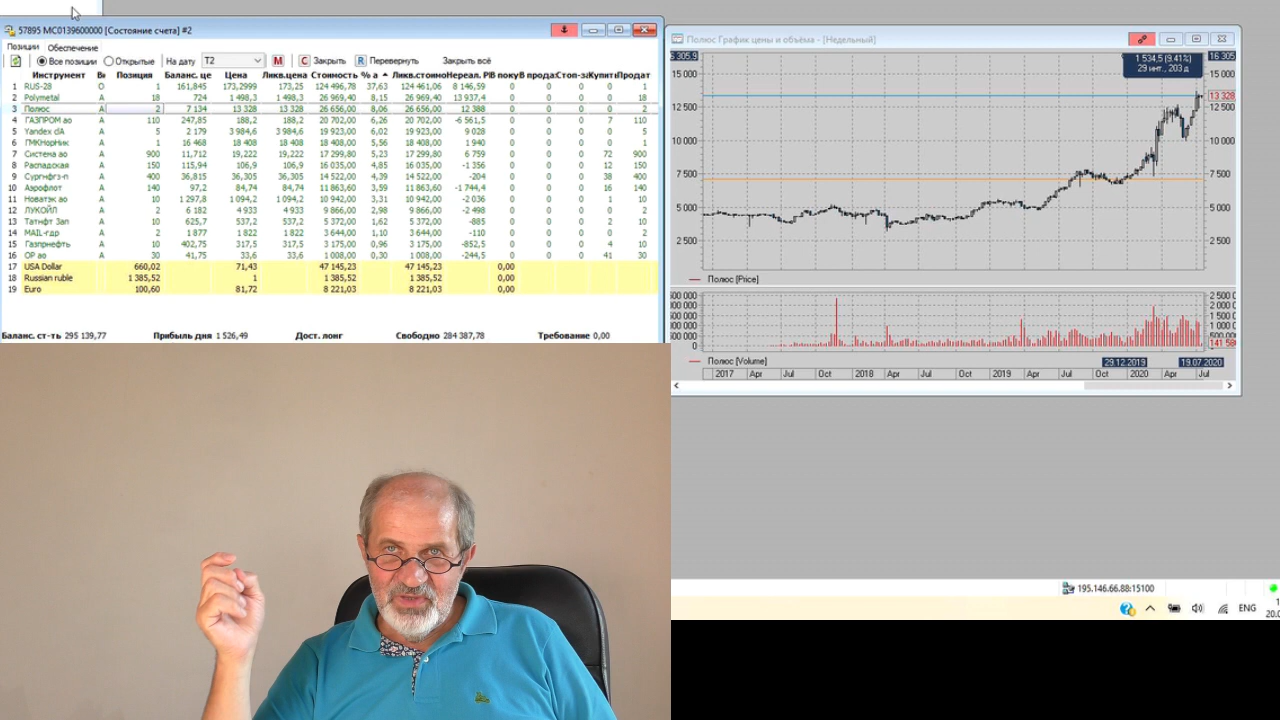 57895 MC0139600000 [Состояние счета] #2
Позиции Обеспечение
Все позиции Открытые На дату T2 M C Закрыть R Перевернуть Закрыть всё
Инструмент Ви Позиция Баланс. це Цена Ликв.цена Стоимость % а Ликв.стоимо Нереал. P В покуп В прода: Стоп-за Купит Продат
1 RUS-28 О 1 161,845 173,2999 173,25 124 496,78 37,63 124 461,06 8 146,59 0 0 0 0 1
2 Polymetal А 18 724 1 498,3 1 498,3 26 969,40 8,15 26 969,40 13 937,4 0 0 0 0 18
3 Полюс А 2 7 134 13 328 13 328 26 656,00 8,06 26 656,00 12 388 0 0 0 0 2
4 ГАЗПРОМ ао А 110 247,85 188,2 188,2 20 702,00 6,26 20 702,00 -6 561,5 0 0 0 7 110
5 Yandex clA А 5 2 179 3 984,6 3 984,6 19 923,00 6,02 19 923,00 9 028 0 0 0 0 5
6 ГМКНорНик А 1 16 468 18 408 18 408 18 408,00 5,56 18 408,00 1 940 0 0 0 0 1
7 Система ао А 900 11,712 19,222 19,222 17 299,80 5,23 17 299,80 6 759 0 0 0 72 900
8 Распадская А 150 115,94 106,9 106,9 16 035,00 4,85 16 035,00 -1 356 0 0 0 12 150
9 Сургнфгз-п А 400 36,815 36,305 36,305 14 522,00 4,39 14 522,00 -204 0 0 0 38 400
10 Аэрофлот А 140 97,2 84,74 84,74 11 863,60 3,59 11 863,60 -1 744,4 0 0 0 16 140
11 Новатэк ао А 10 1 297,8 1 094,2 1 094,2 10 942,00 3,31 10 942,00 -2 036 0 0 0 1 10
12 ЛУКОЙЛ А 2 6 182 4 933 4 933 9 866,00 2,98 9 866,00 -2 498 0 0 0 0 2
13 Татнфт 3ап А 10 625,7 537,2 537,2 5 372,00 1,62 5 372,00 -885 0 0 0 2 10
14 MAIL-гдр А 2 1 877 1 822 1 822 3 644,00 1,10 3 644,00 -110 0 0 0 0 2
15 Газпрнефть А 10 402,75 317,5 317,5 3 175,00 0,96 3 175,00 -852,5 0 0 0 4 10
16 ОР ао А 30 41,75 33,6 33,6 1 008,00 0,30 1 008,00 -244,5 0 0 0 41 30
17 USA Dollar 660,02 71,43 47 145,23 47 145,23 0,00
18 Russian ruble 1 385,52 1 1 385,52 1 385,52 0,00
19 Euro 100,60 81,72 8 221,03 8 221,03 0,00
Баланс. ст-ть 295 139,77 Прибыль дня 1 526,49 Дост. лонг Свободно 284 387,78 Требование 0,00
Полюс График цены и объёма - [Недельный]
1 534,5 (9.41%)
29 инт., 203 д
16 305
15 000 15 000
13 328
12 500 12 500
10 000 10 000
7 500 7 500
5 000 5 000
2 500 2 500
Полюс [Price]
Полюс [Volume]
29.12.2019 19.07.2020
2017 Apr Jul Oct 2018 Apr Jul Oct 2019 Apr Jul Oct 2020 Apr Jul
195.146.66.88:15100
ENG